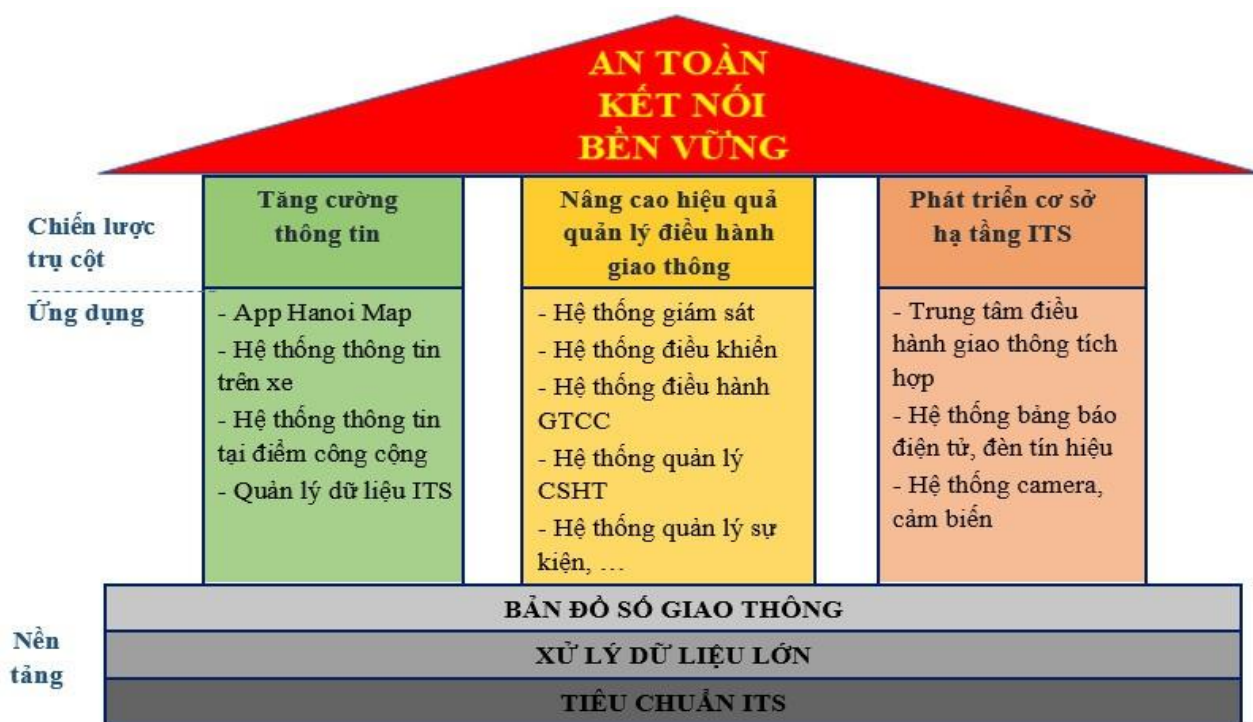 AN TOÀN
KẾT NỐI
BỀN VỮNG
Chiến lược
trụ cột
Tăng cường
thông tin
Nâng cao hiệu quả
quản lý điều hành
giao thông
Phát triển cơ sở
hạ tầng ITS
Ứng dụng
- App Hanoi Map
- Hệ thống thông tin
trên xe
- Hệ thống thông tin
tại điểm công cộng
- Quản lý dữ liệu ITS
- Hệ thống giám sát
- Hệ thống điều khiển
- Hệ thống điều hành
GTCC
- Hệ thống quản lý
CSHT
- Hệ thống quản lý sự
kiện, …
- Trung tâm điều
hành giao thông tích
hợp
- Hệ thống bảng báo
điện tử, đèn tín hiệu
- Hệ thống camera,
cảm biến
Nền
tảng
BẢN ĐỒ SỐ GIAO THÔNG
XỬ LÝ DỮ LIỆU LỚN
TIÊU CHUẨN ITS